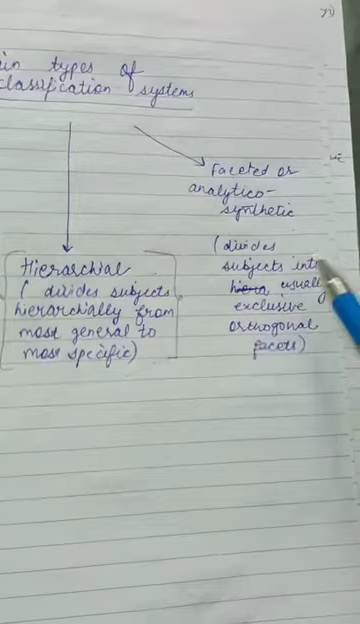 in types of
classification of systems
Faceted or
analytico-
synthetic
(divides
subjects into
usually
exclusive
orthogonal
facets)
Hierarchial
( divides subjects
hierarchially from
most general to
most specific)